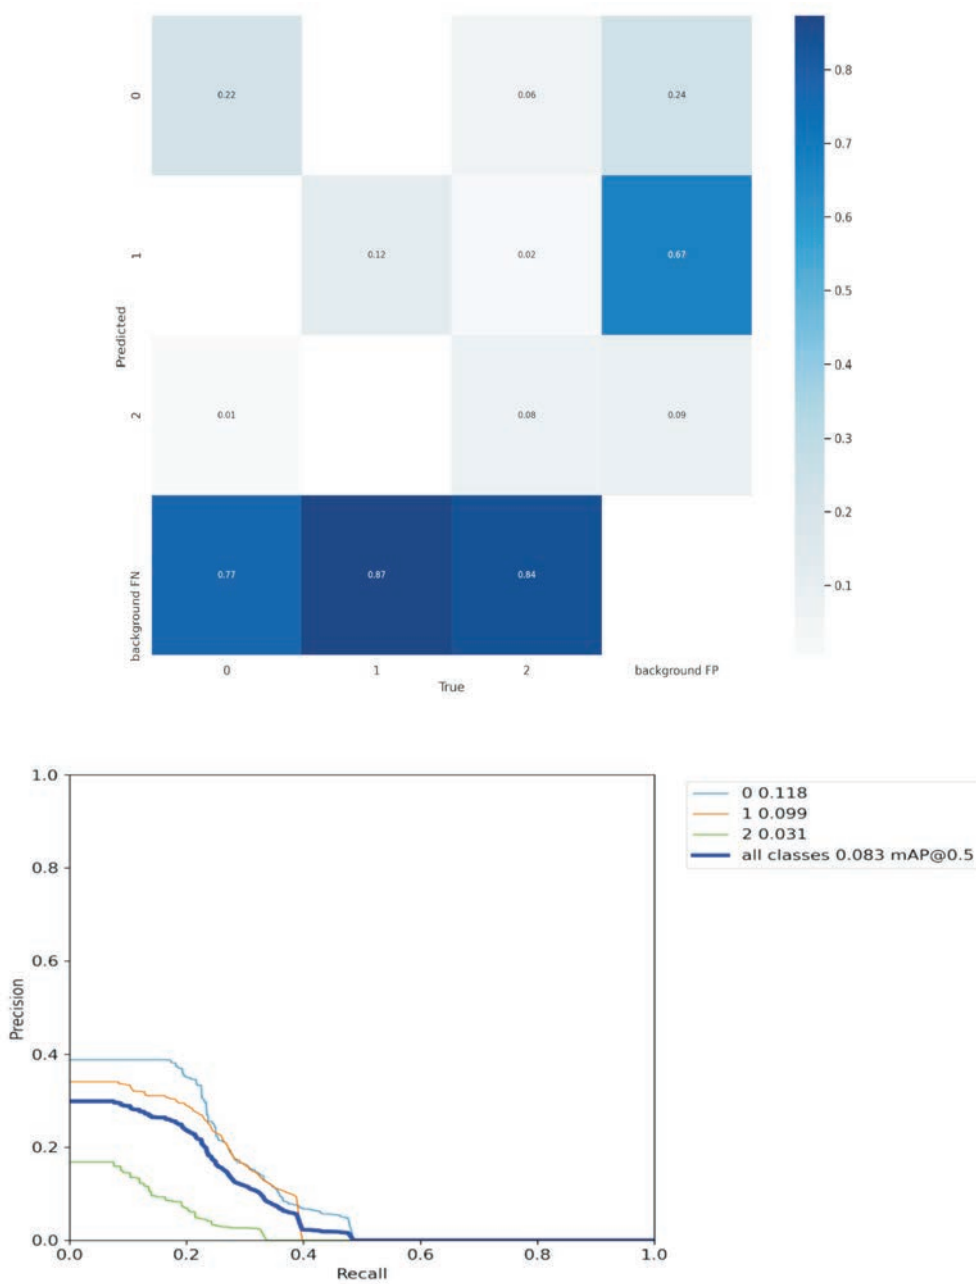 0.8
0 0.22 0.06 0.24
0.7
0.6
1 0.12 0.02 0.67
0.5
0.4
Predicted
2 0.01 0.08 0.09
0.3
0.2
background FN 0.77 0.87 0.84
0.1
0 1 2 background FP
True
1.0
0 0.118
1 0.099
2 0.031
all classes 0.083 mAP@0.5
0.8
0.6
Precision
0.4
0.2
0.0
0.0 0.2 0.4 0.6 0.8 1.0
Recall